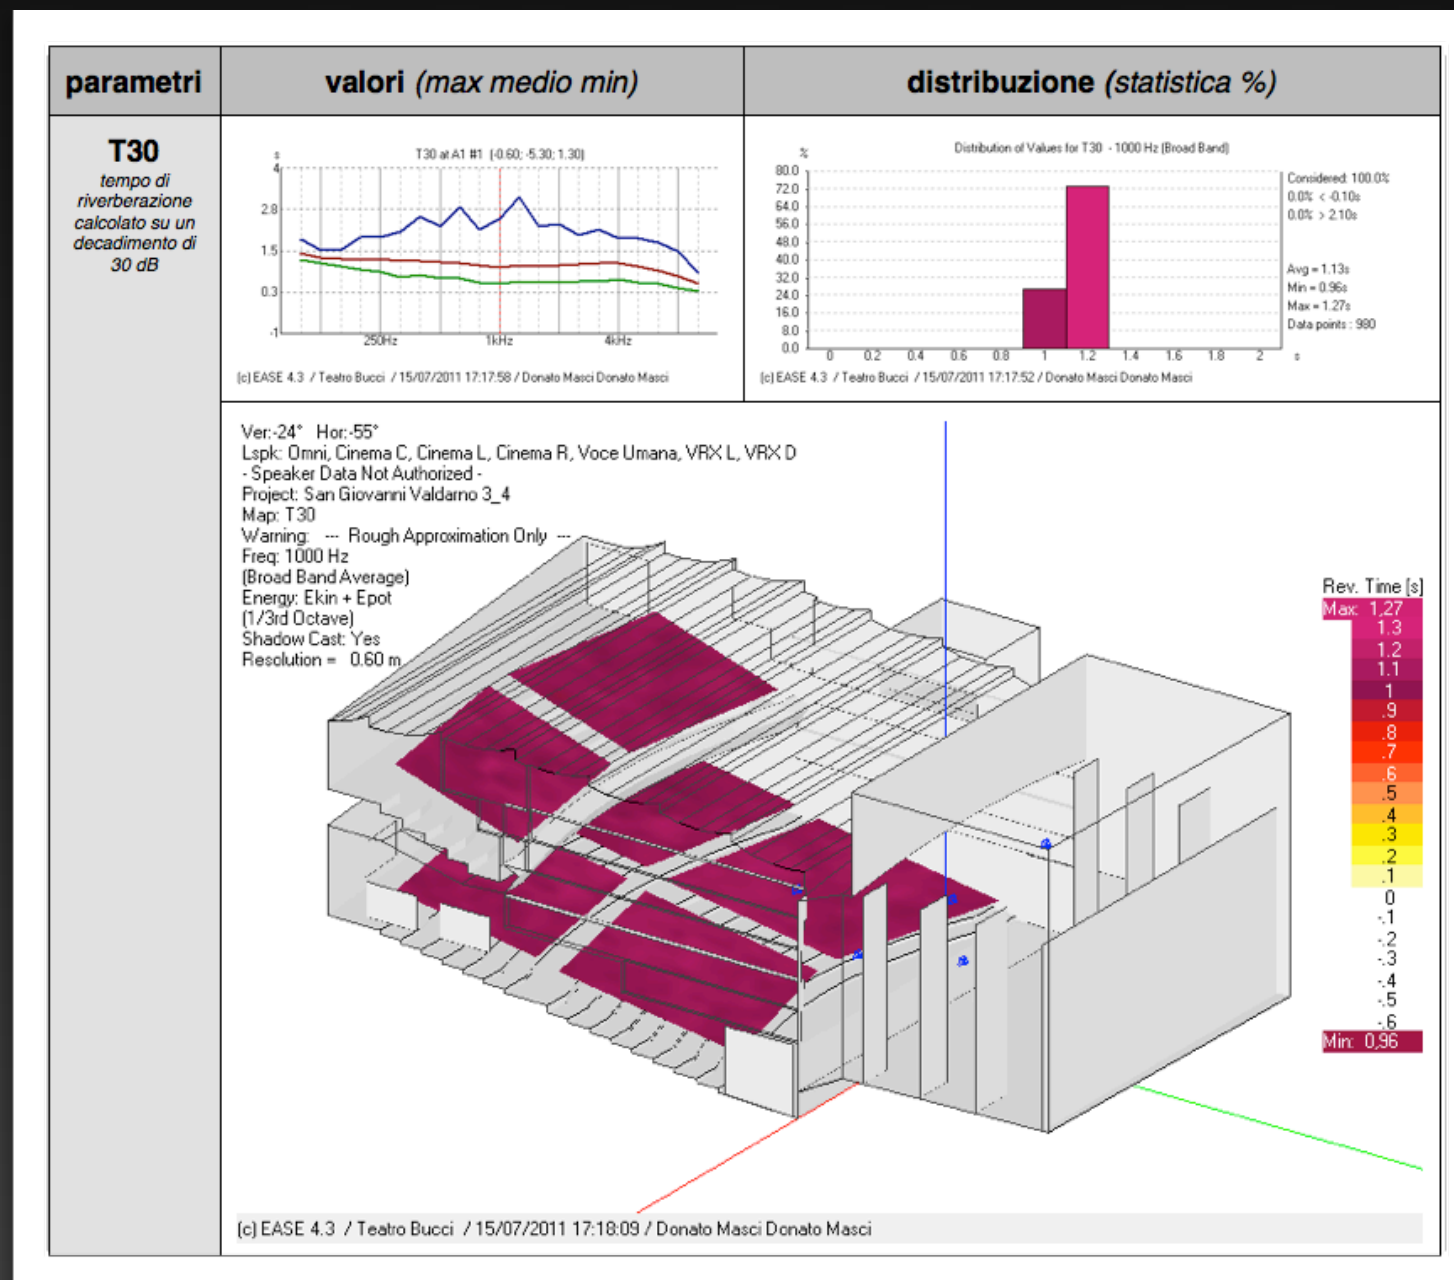 parametri
valori (max medio min)
distribuzione (statistica %)
T30
tempo di
riverberazione
calcolato su un
decadimento di
30 dB
T30 at A1 #1 (-0.60; -5.30; 1.30)
s
4
2.8
1.5
0.3
-1
250Hz 1kHz 4kHz
(c) EASE 4.3 / Teatro Bucci / 15/07/2011 17:17:58 / Donato Masci Donato Masci
Distribution of Values for T30 - 1000 Hz (Broad Band)
%
80.0
72.0
64.0
56.0
48.0
40.0
32.0
24.0
16.0
8.0
0.0
0 0.2 0.4 0.6 0.8 1 1.2 1.4 1.6 1.8 2 s
Considered: 100.0%
0.0% < -0.10s
0.0% > 2.10s
Avg = 1.13s
Min = 0.96s
Max = 1.27s
Data points : 980
(c) EASE 4.3 / Teatro Bucci / 15/07/2011 17:17:52 / Donato Masci Donato Masci
Ver:-24° Hor:-55°
Lspk: Omni, Cinema C, Cinema L, Cinema R, Voce Umana, VRX L, VRX D
- Speaker Data Not Authorized -
Project: San Giovanni Valdarno 3_4
Map: T30
Warning: --- Rough Approximation Only ---
Freq: 1000 Hz
(Broad Band Average)
Energy: Ekin + Epot
(1/3rd Octave)
Shadow Cast: Yes
Resolution = 0.60 m
Rev. Time [s]
Max: 1,27
1.3
1.2
1.1
1
.9
.8
.7
.6
.5
.4
.3
.2
.1
0
-.1
-.2
-.3
-.4
-.5
-.6
Min: 0,96
(c) EASE 4.3 / Teatro Bucci / 15/07/2011 17:18:09 / Donato Masci Donato Masci